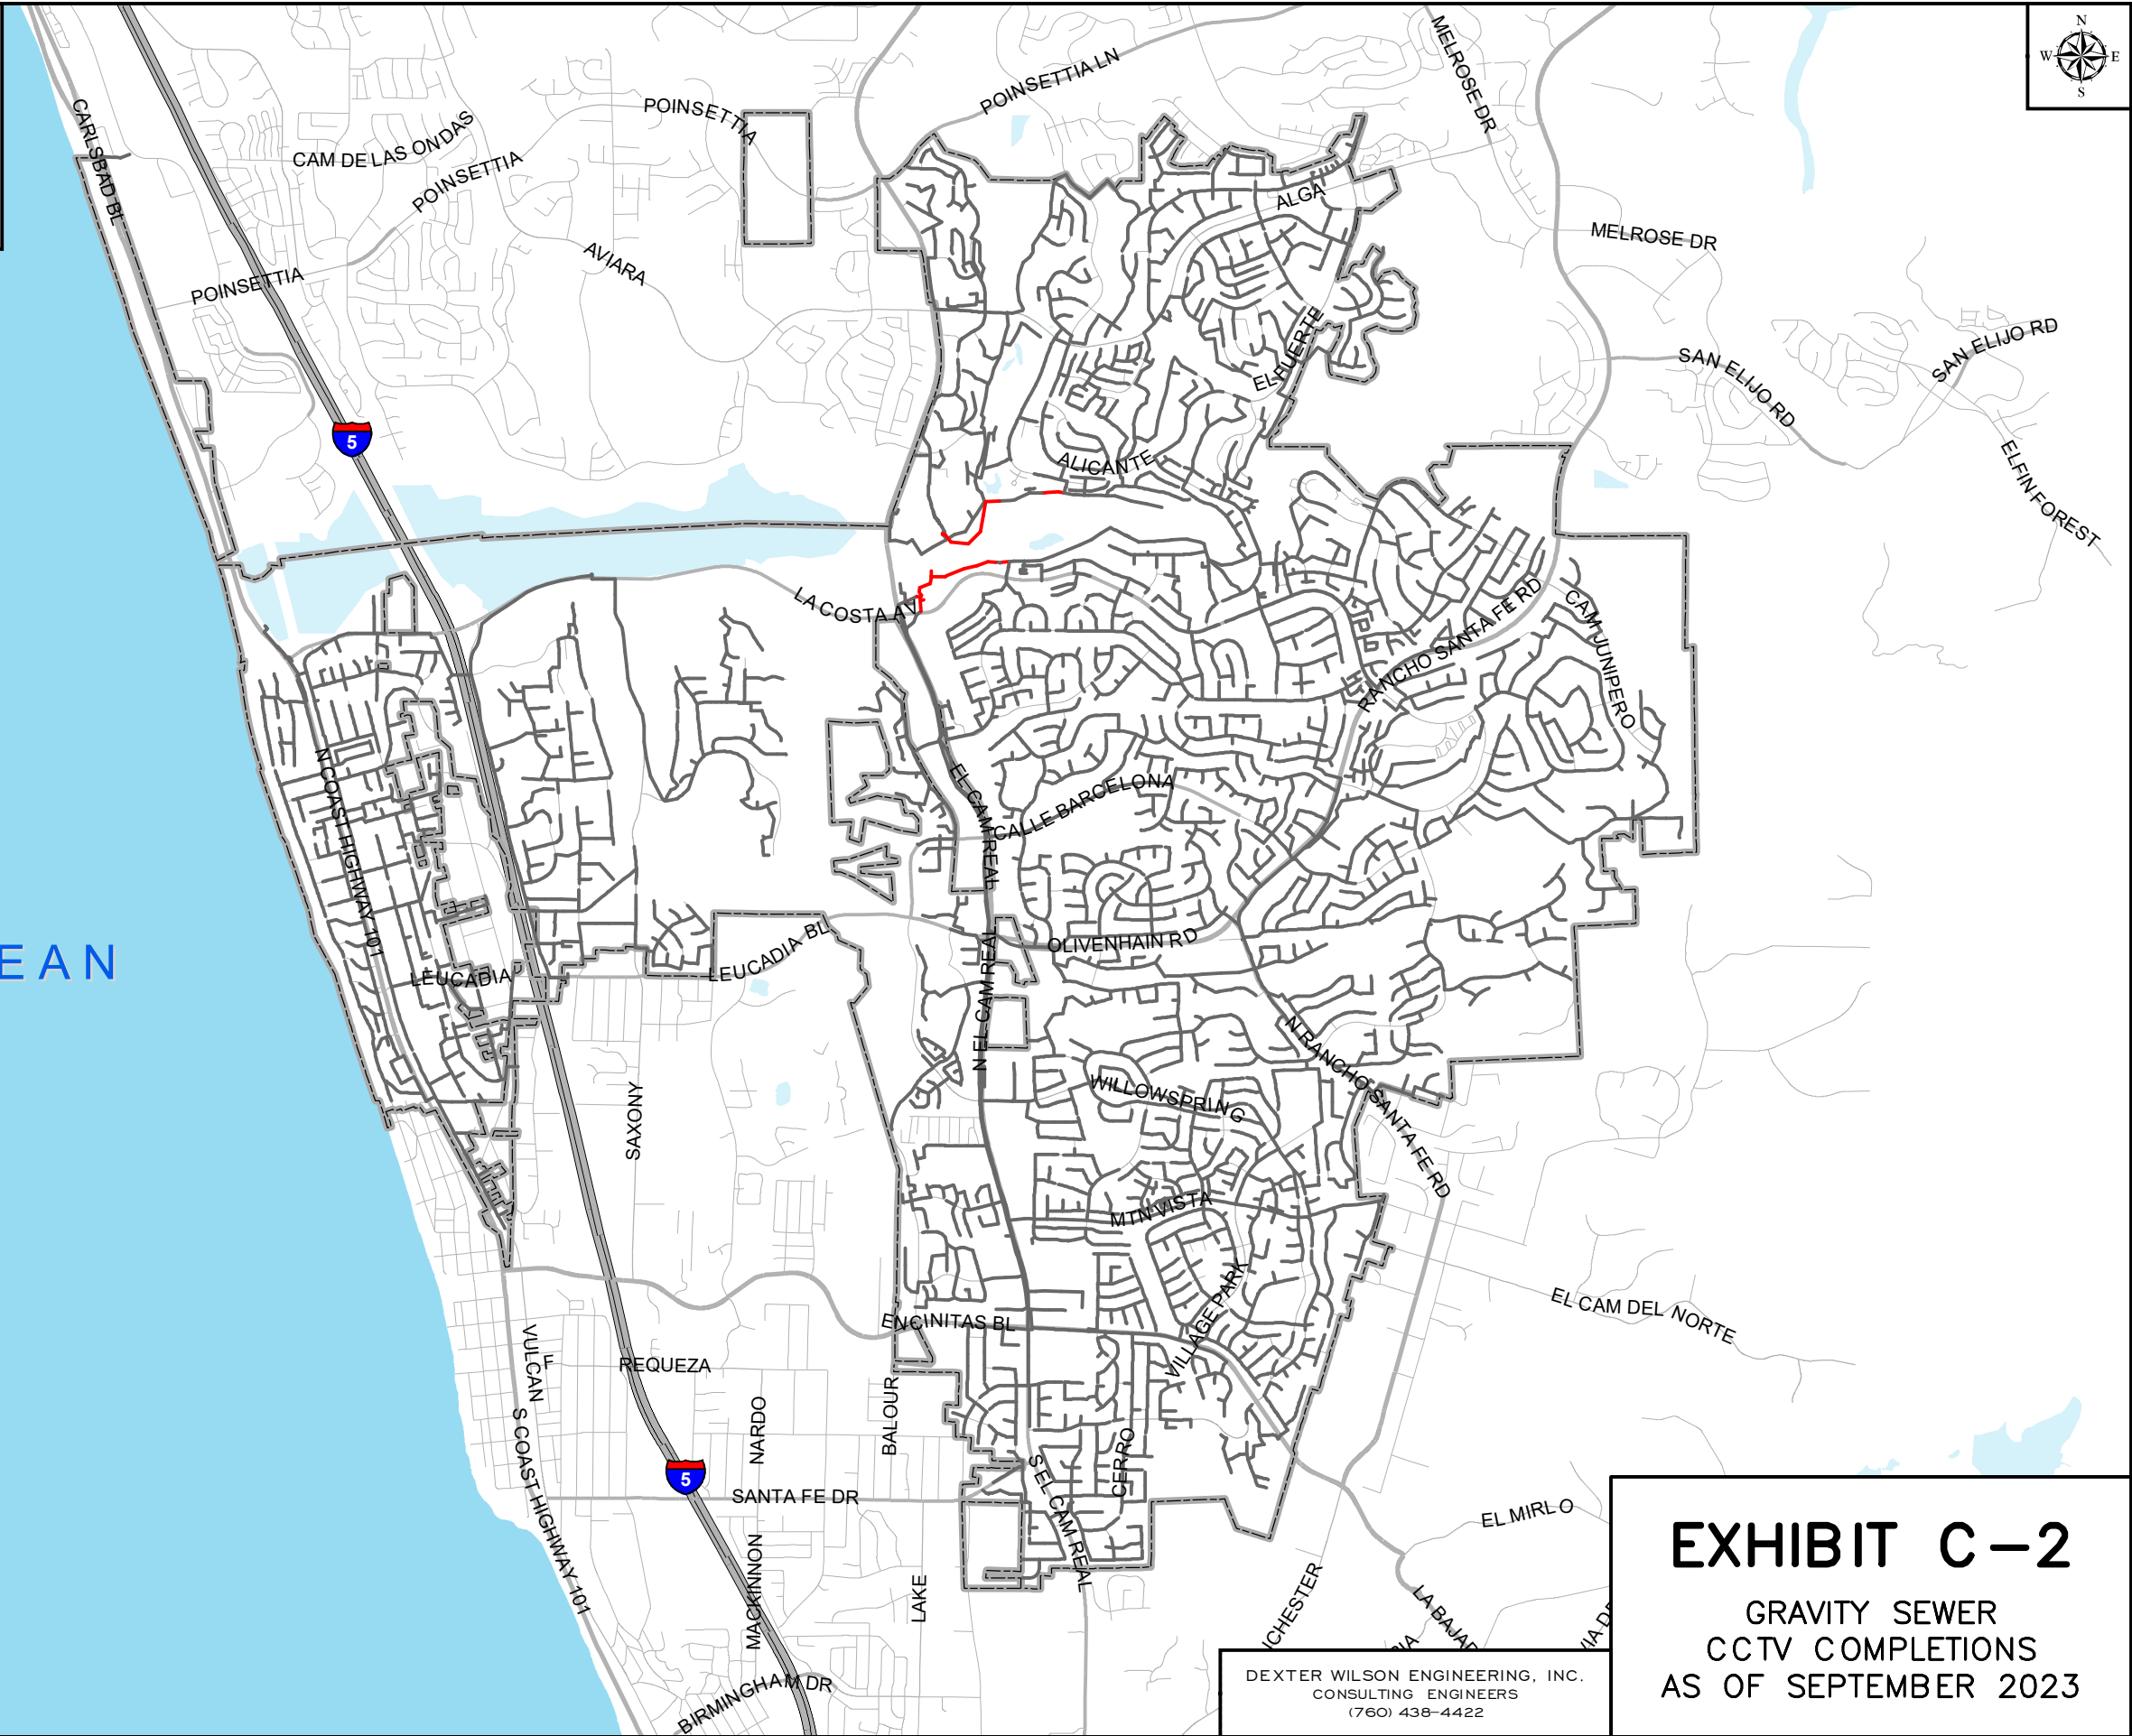 N
W
E
S
MELROSE DR
POINSETTIA LN
POINSETTIA
CARLSBAD BL
CAM DE LAS ONDAS
POINSETTIA
ALGA
MELROSE DR
AVIARA
POINSETTIA
EL FUERTE
SAN ELIJO RD
SAN ELIJO RD
5
ELFIN FOREST
ALICANTE
LA COSTA AV
RANCHO SANTA FE RD
CAM JUNIPERO
N COAST HIGHWAY 101
EL CAM REAL
CALLE BARCELONA
EAN
LEUCADIA
LEUCADIA BL
OLIVENHAIN RD
N EL CAM REAL
N RANCHO SANTA FE RD
WILLOWSPRING
SAXONY
MTN VISTA
VILLAGE PARK
ENCINITAS BL
EL CAM DEL NORTE
VULCAN
F
REQUEZA
NARDO
BALOUR
S COAST HIGHWAY 101
5
CERRO
S EL CAM REAL
SANTA FE DR
EL MIRLO
MACKINNON
LAKE
ICHESTER
LA BAJAD
VIA D
BIRMINGHAM DR
DEXTER WILSON ENGINEERING, INC.
CONSULTING ENGINEERS
(760) 438-4422
EXHIBIT C-2
GRAVITY SEWER
CCTV COMPLETIONS
AS OF SEPTEMBER 2023